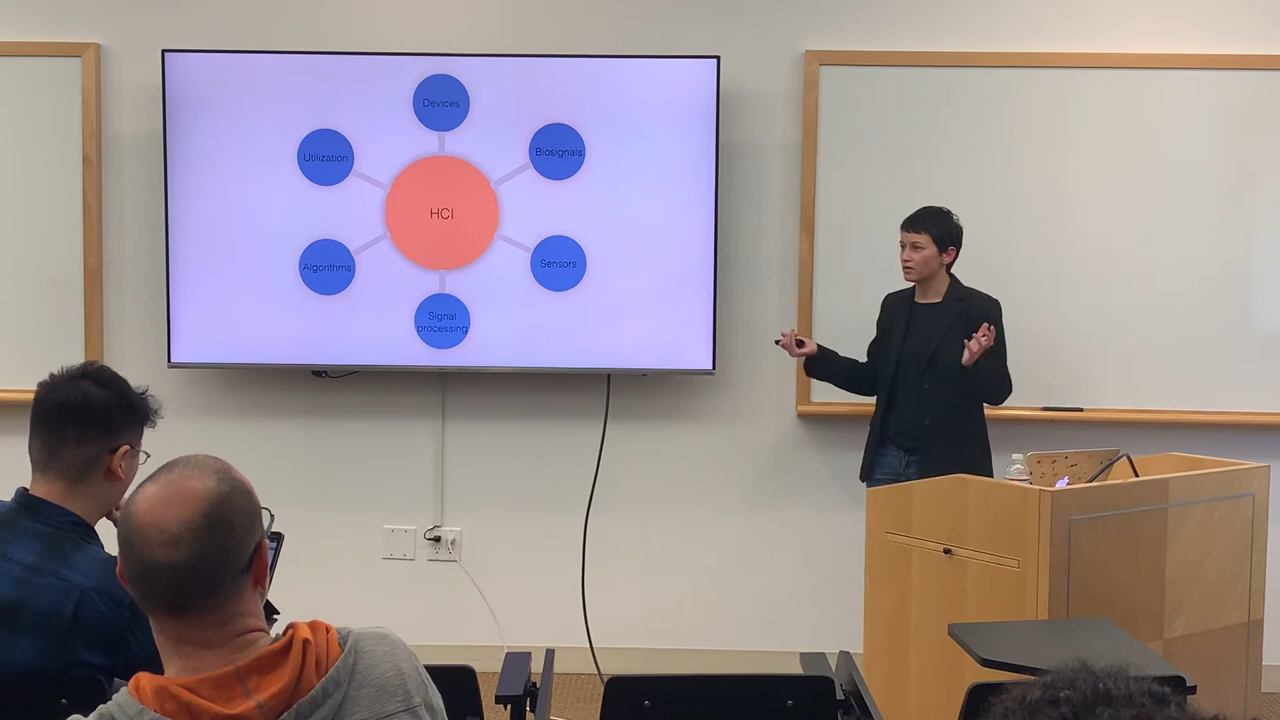 Devices
Utilization
Biosignals
HCI
Algorithms
Sensors
Signal
processing